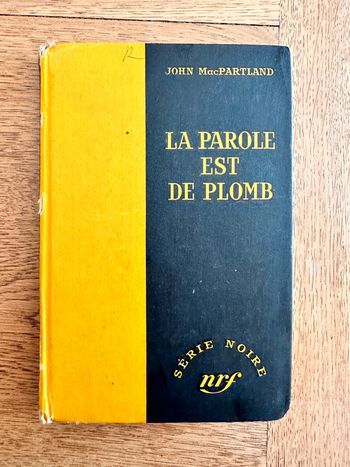 JOHN MacPARTLAND
LA PAROLE
EST
DE PLOMB
SÉRIE NOIRE
nrf